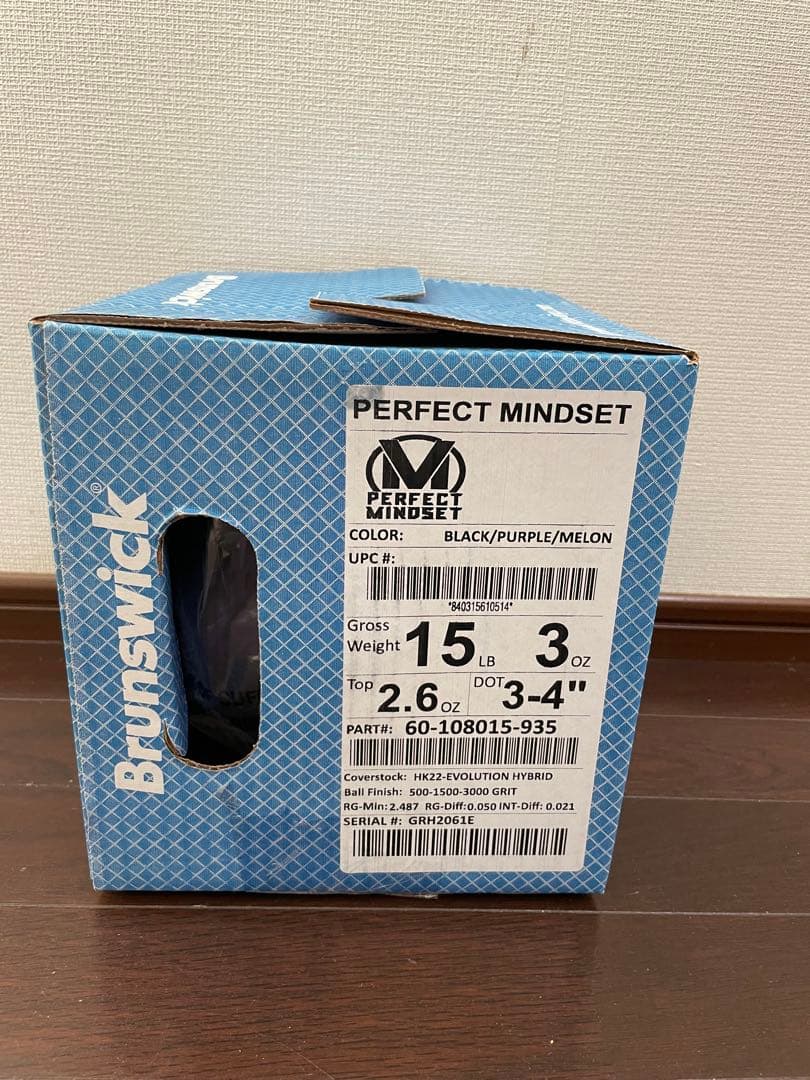 Brunswick
Brunswick®
PERFECT MINDSET
M
PERFECT
MINDSET
COLOR: BLACK/PURPLE/MELON
UPC #:
*840315610514*
Gross Weight 15 LB 3 OZ
Top 2.6 OZ DOT 3-4"
PART#: 60-108015-935
Coverstock: HK22-EVOLUTION HYBRID
Ball Finish: 500-1500-3000 GRIT
RG-Min: 2.487 RG-Diff:0.050 INT-Diff: 0.021
SERIAL #: GRH2061E